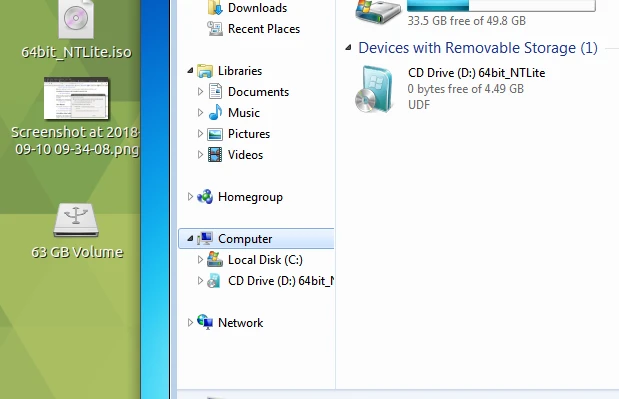 64bit_NTLite.iso
Screenshot at 2018-
09-10 09-34-08.png
63 GB Volume
Downloads
Recent Places
Libraries
Documents
Music
Pictures
Videos
Homegroup
Computer
Local Disk (C:)
CD Drive (D:) 64bit_N
Network
33.5 GB free of 49.8 GB
Devices with Removable Storage (1)
CD Drive (D:) 64bit_NTLite
0 bytes free of 4.49 GB
UDF